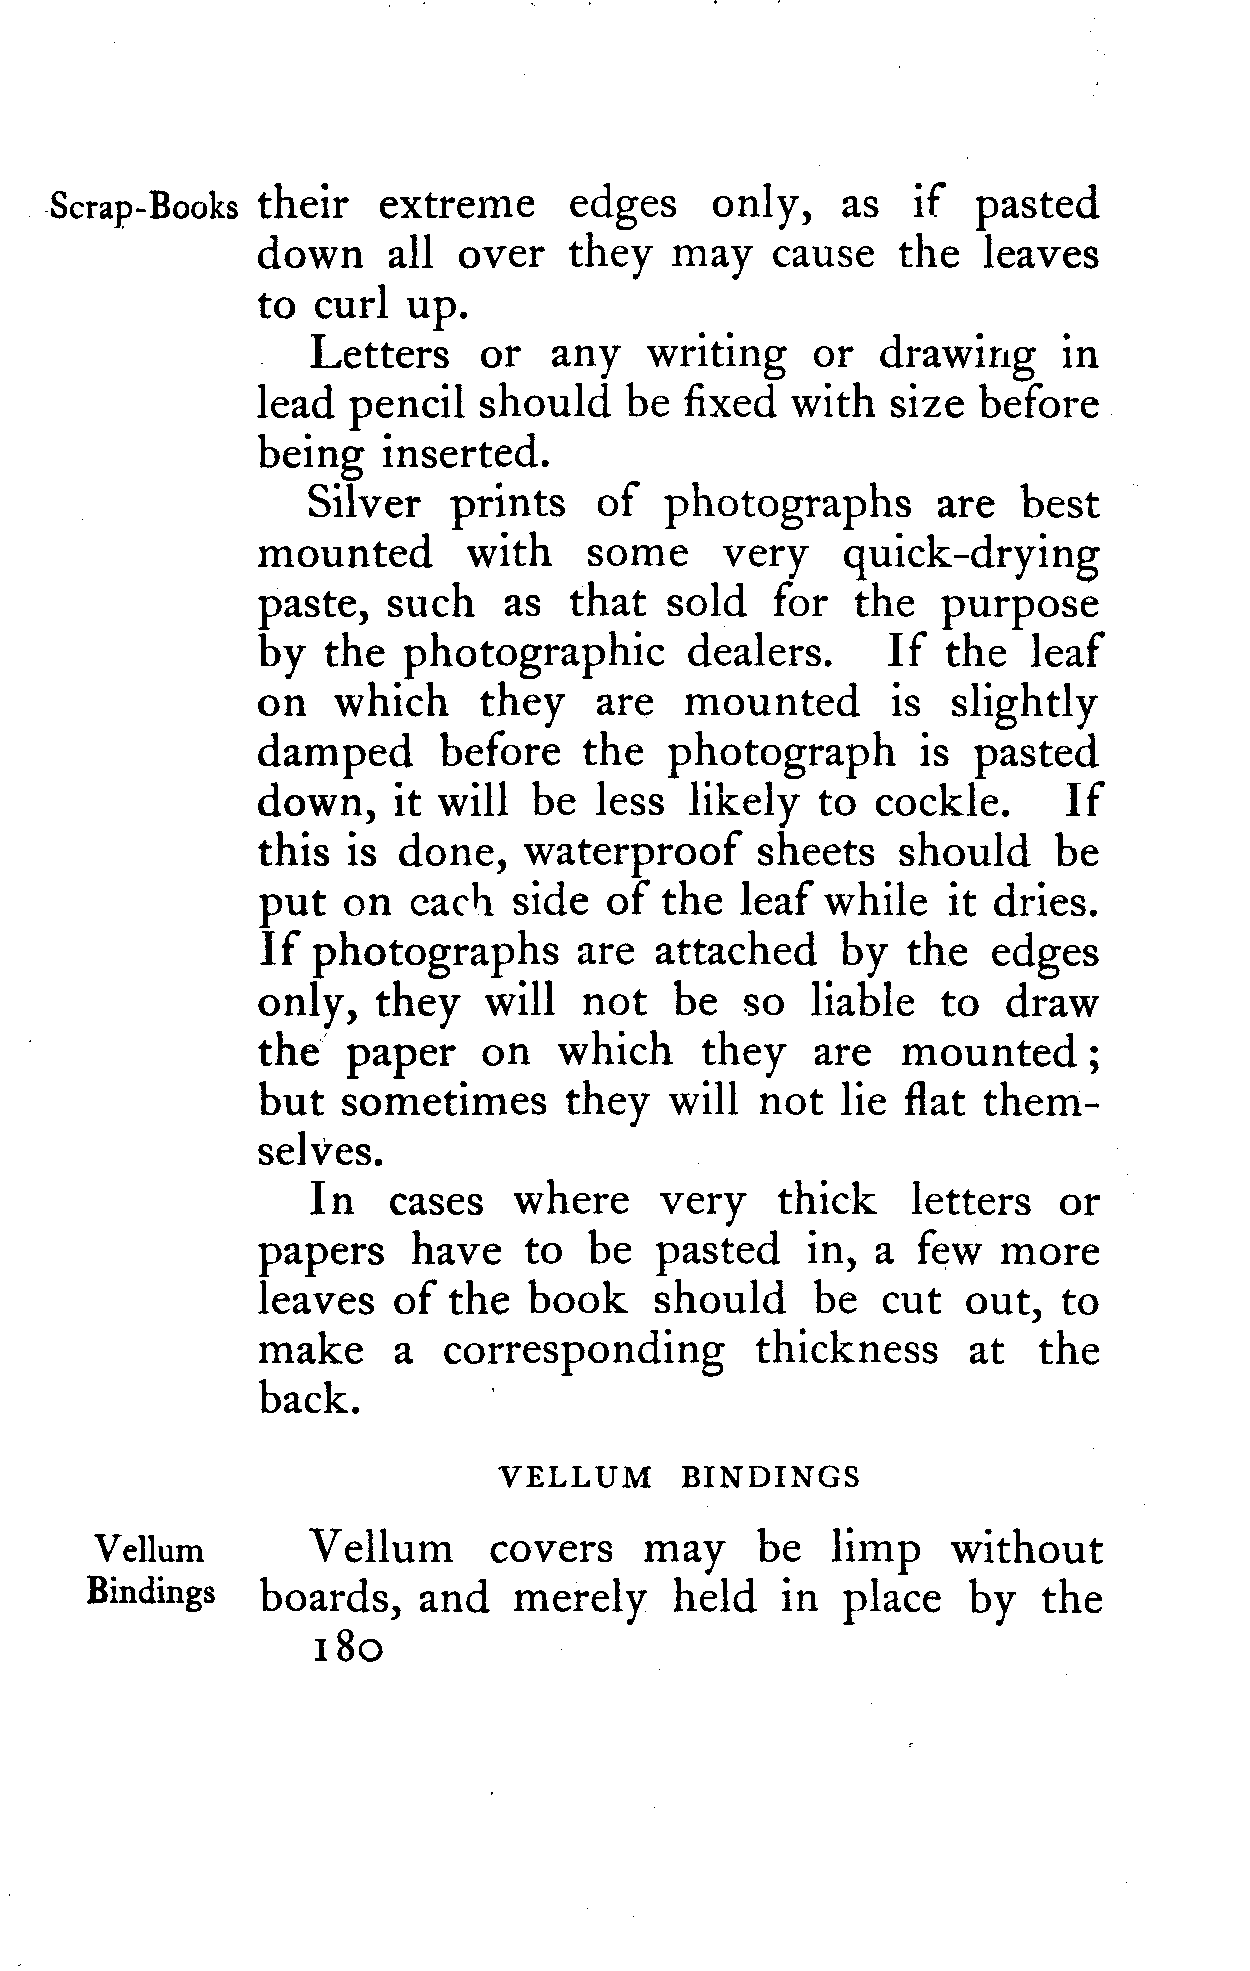 Scrap-Books their extreme edges only, as if pasted
down all over they may cause the leaves
to curl up.
Letters or any writing or drawing in
lead pencil should be fixed with size before
being inserted.
Silver prints of photographs are best
mounted with some very quick-drying
paste, such as that sold for the purpose
by the photographic dealers. If the leaf
on which they are mounted is slightly
damped before the photograph is pasted
down, it will be less likely to cockle. If
this is done, waterproof sheets should be
put on each side of the leaf while it dries.
If photographs are attached by the edges
only, they will not be so liable to draw
the paper on which they are mounted;
but sometimes they will not lie flat them-
selves.
In cases where very thick letters or
papers have to be pasted in, a few more
leaves of the book should be cut out, to
make a corresponding thickness at the
back.
VELLUM BINDINGS
Vellum Vellum covers may be limp without
Bindings boards, and merely held in place by the
180